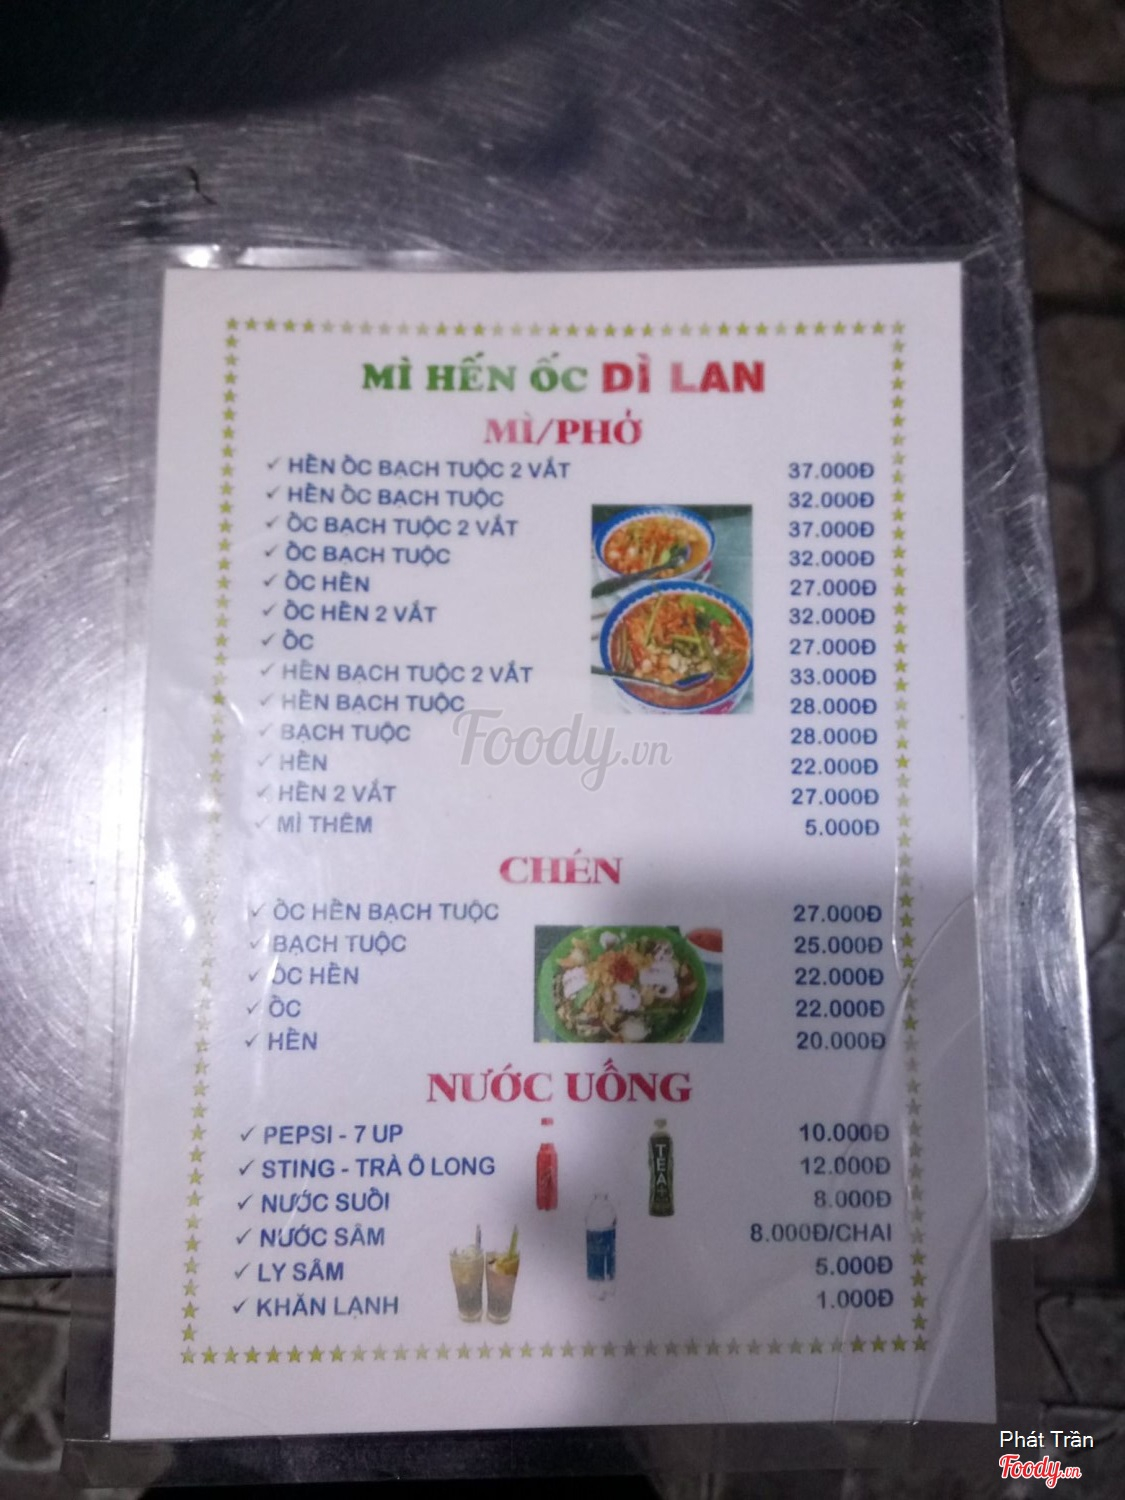 MÌ HẾN ỐC DÌ LAN
MÌ/PHỞ
✓ HẾN ỐC BẠCH TUỘC 2 VẮT 37.000Đ
✓ HẾN ỐC BẠCH TUỘC 32.000Đ
✓ ỐC BẠCH TUỘC 2 VẮT 37.000Đ
✓ ỐC BẠCH TUỘC 32.000Đ
✓ ỐC HẾN 27.000Đ
✓ ỐC HẾN 2 VẮT 32.000Đ
✓ ỐC 27.000Đ
✓ HẾN BẠCH TUỘC 2 VẮT 33.000Đ
✓ HẾN BẠCH TUỘC 28.000Đ
✓ BẠCH TUỘC 28.000Đ
✓ HẾN 22.000Đ
✓ HẾN 2 VẮT 27.000Đ
✓ MÌ THÊM 5.000Đ
Foody.vn
CHÉN
✓ ỐC HẾN BẠCH TUỘC 27.000Đ
✓ BẠCH TUỘC 25.000Đ
✓ ỐC HẾN 22.000Đ
✓ ỐC 22.000Đ
✓ HẾN 20.000Đ
NƯỚC UỐNG
✓ PEPSI - 7 UP 10.000Đ
✓ STING - TRÀ Ô LONG 12.000Đ
TEA+
✓ NƯỚC SUỐI 8.000Đ
✓ NƯỚC SÂM 8.000Đ/CHAI
✓ LY SÂM 5.000Đ
✓ KHĂN LẠNH 1.000Đ
Phát Trần
Foody.vn